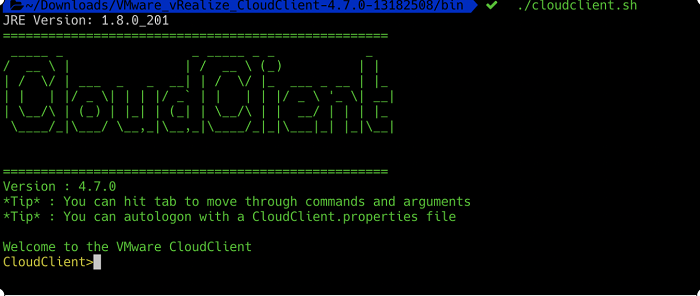 ~/Downloads/VMware_vRealize_CloudClient-4.7.0-13182508/bin ✔ ./cloudclient.sh
JRE Version: 1.8.0_201
================================================
CloudClient
================================================
Version : 4.7.0
*Tip* : You can hit tab to move through commands and arguments
*Tip* : You can autologon with a CloudClient.properties file
Welcome to the VMware CloudClient
CloudClient>